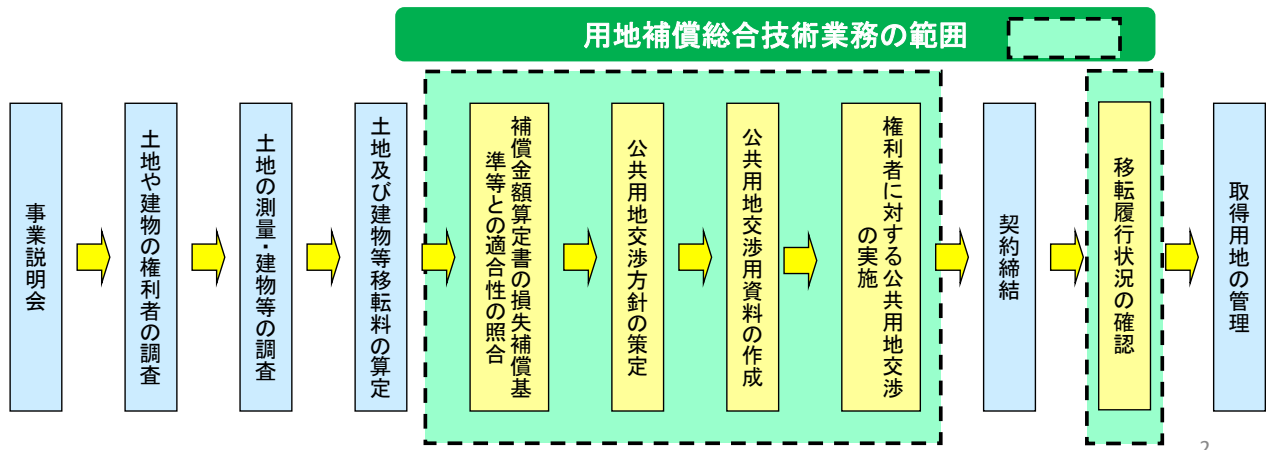 用地補償総合技術業務の範囲
事業説明会
土地や建物の権利者の調査
土地の測量・建物等の調査
土地及び建物等移転料の算定
補償金額算定書の損失補償基
準等との適合性の照合
公共用地交渉方針の策定
公共用地交渉用資料の作成
権利者に対する公共用地交渉
の実施
契約締結
移転履行状況の確認
取得用地の管理
2